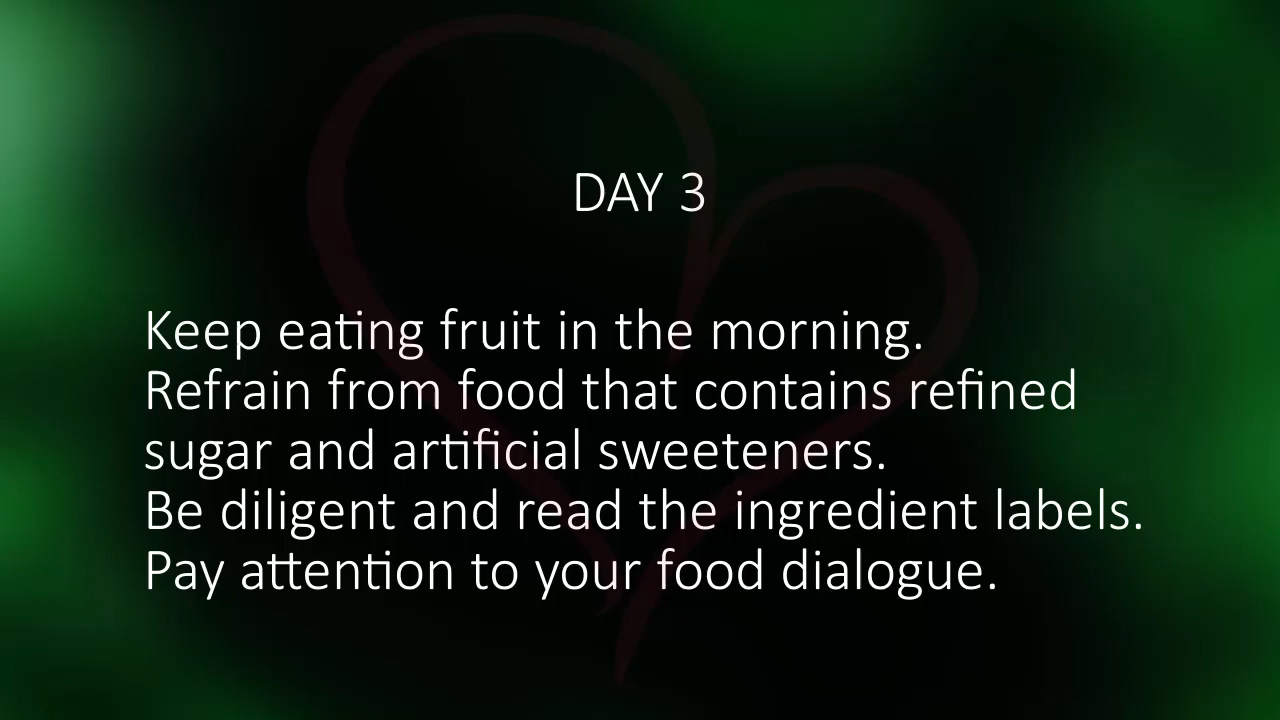 DAY 3
Keep eating fruit in the morning.
Refrain from food that contains refined
sugar and artificial sweeteners.
Be diligent and read the ingredient labels.
Pay attention to your food dialogue.